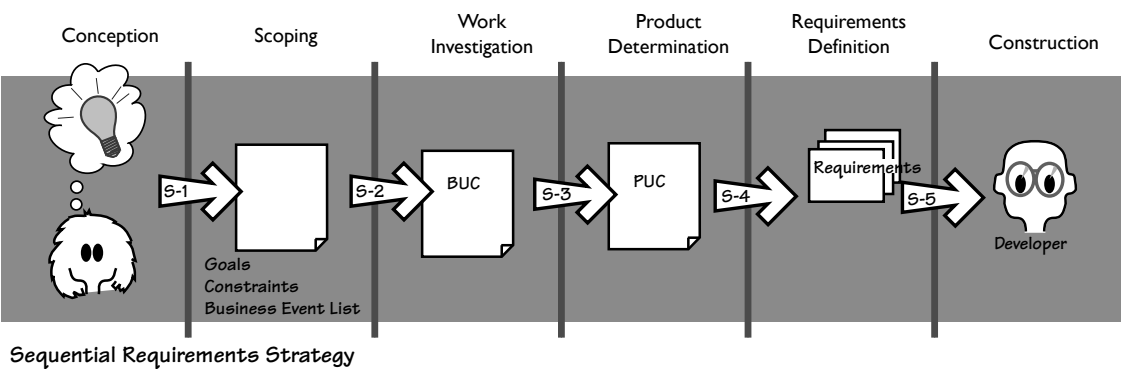 Conception
Scoping
Work
Investigation
Product
Determination
Requirements
Definition
Construction
S-1
S-2
BUC
S-3
PUC
S-4
Requirements
S-5
Developer
Goals
Constraints
Business Event List
Sequential Requirements Strategy